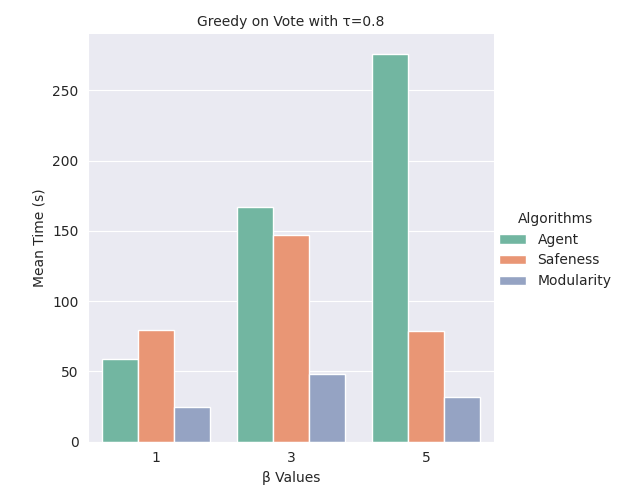 Greedy on Vote with τ=0.8
Mean Time (s)
250
200
150
100
50
0
1
3
5
β Values
Algorithms
Agent
Safeness
Modularity